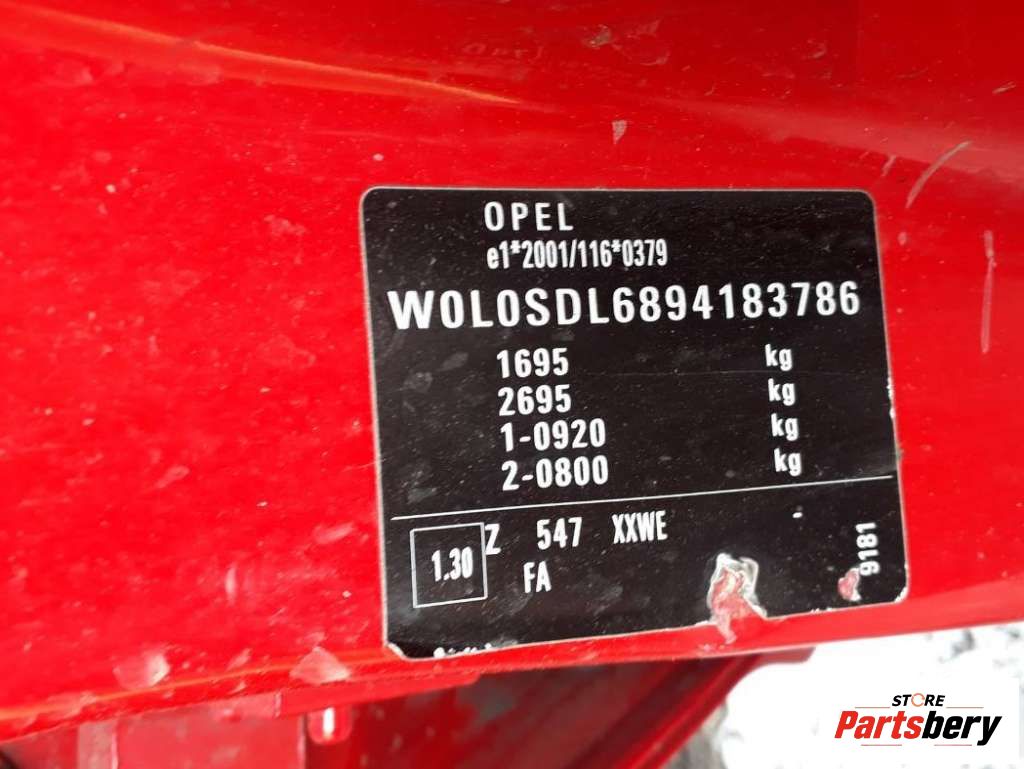 OPEL
e1*2001/116*0379
W0L0SDL6894183786
1695 kg
2695 kg
1-0920 kg
2-0800 kg
1.30 Z 547 XXWE -
FA
9181
STORE
Partsbery